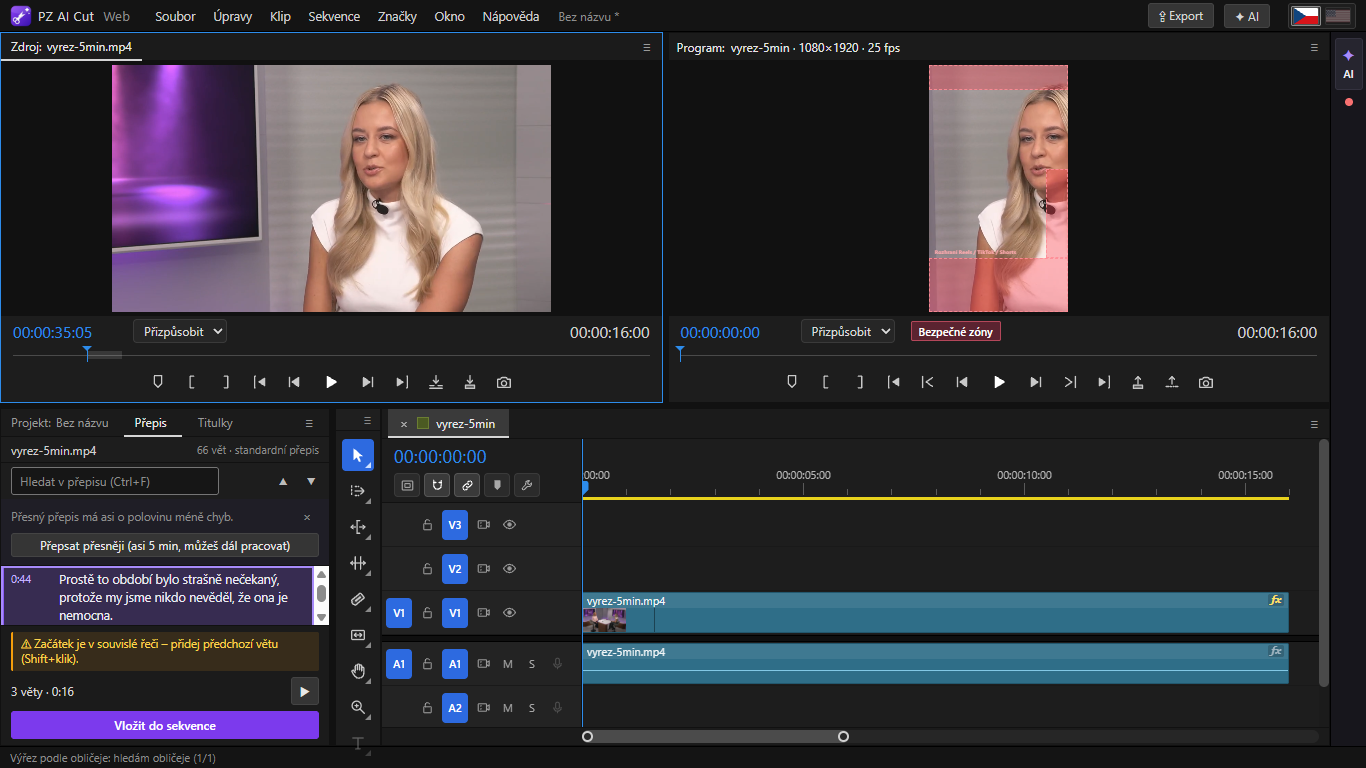 PZ AI Cut Web Soubor Úpravy Klip Sekvence Značky Okno Nápověda Bez názvu * Export AI
Zdroj: vyrez-5min.mp4
Program: vyrez-5min · 1080×1920 · 25 fps
AI
Rozhraní Reels / TikTok / Shorts
00:00:35:05 Přizpůsobit 00:00:16:00
00:00:00:00 Přizpůsobit Bezpečné zóny 00:00:16:00
Projekt: Bez názvu Přepis Titulky
vyrez-5min.mp4 66 vět · standardní přepis
Hledat v přepisu (Ctrl+F)
Přesný přepis má asi o polovinu méně chyb. ×
Přepsat přesněji (asi 5 min, můžeš dál pracovat)
0:44 Prostě to období bylo strašně nečekaný,
protože my jsme nikdo nevěděl, že ona je
nemocna.
⚠ Začátek je v souvislé řeči – přidej předchozí větu
(Shift+klik).
3 věty · 0:16
Vložit do sekvence
× vyrez-5min
00:00:00:00
00:00 00:00:05:00 00:00:10:00 00:00:15:00
V3
V2
V1 V1 vyrez-5min.mp4 fx
A1 A1 M S vyrez-5min.mp4 fx
A2 M S
Výřez podle obličeje: hledám obličeje (1/1)